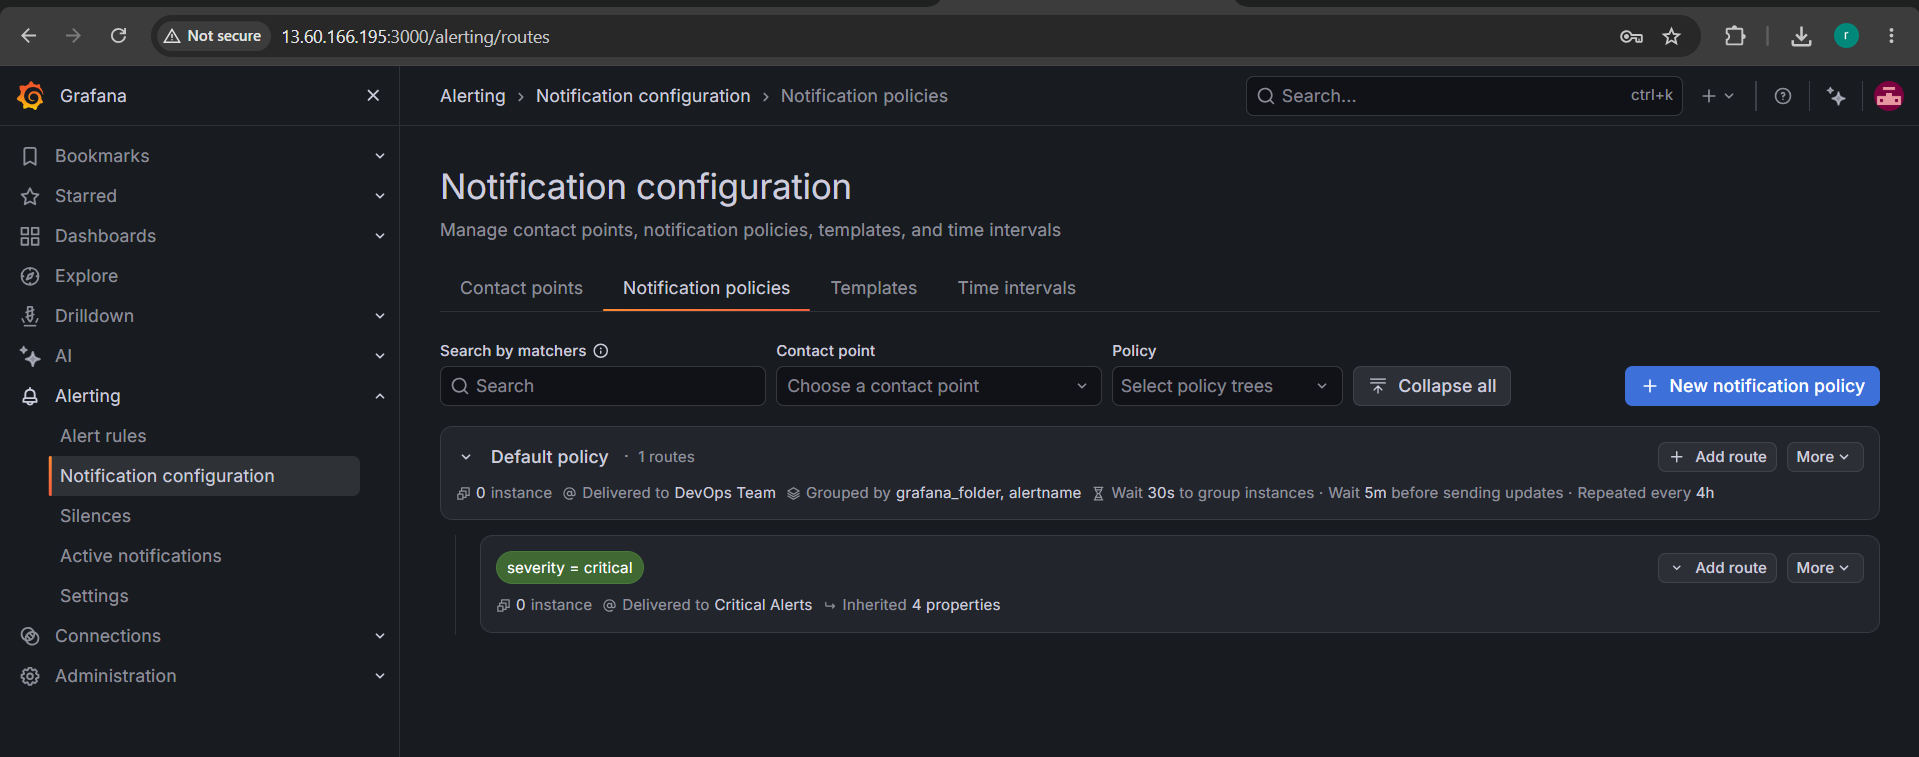 Not secure 13.60.166.195:3000/alerting/routes r
Grafana
Alerting › Notification configuration › Notification policies
Search... ctrl+k
Bookmarks
Starred
Dashboards
Explore
Drilldown
AI
Alerting
Alert rules
Notification configuration
Silences
Active notifications
Settings
Connections
Administration
Notification configuration
Manage contact points, notification policies, templates, and time intervals
Contact points Notification policies Templates Time intervals
Search by matchers Contact point Policy
Search Choose a contact point Select policy trees Collapse all + New notification policy
Default policy · 1 routes + Add route More
0 instance @ Delivered to DevOps Team Grouped by grafana_folder, alertname Wait 30s to group instances · Wait 5m before sending updates · Repeated every 4h
severity = critical Add route More
0 instance @ Delivered to Critical Alerts Inherited 4 properties